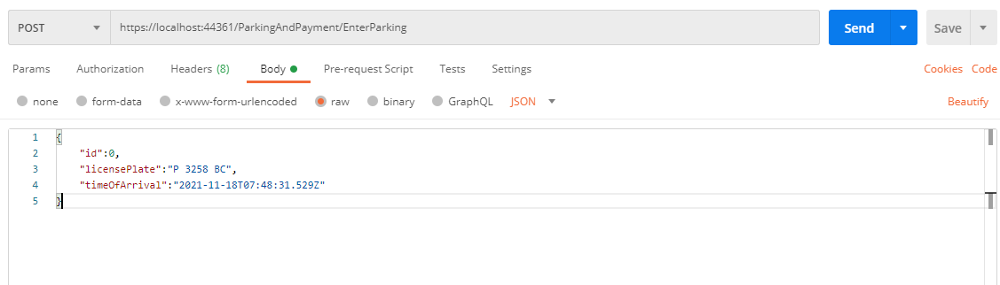 POST https://localhost:44361/ParkingAndPayment/EnterParking Send Save
Params Authorization Headers (8) Body Pre-request Script Tests Settings Cookies Code
none form-data x-www-form-urlencoded raw binary GraphQL JSON Beautify
1 {
2 "id":0,
3 "licensePlate":"P 3258 BC",
4 "timeOfArrival":"2021-11-18T07:48:31.529Z"
5 }